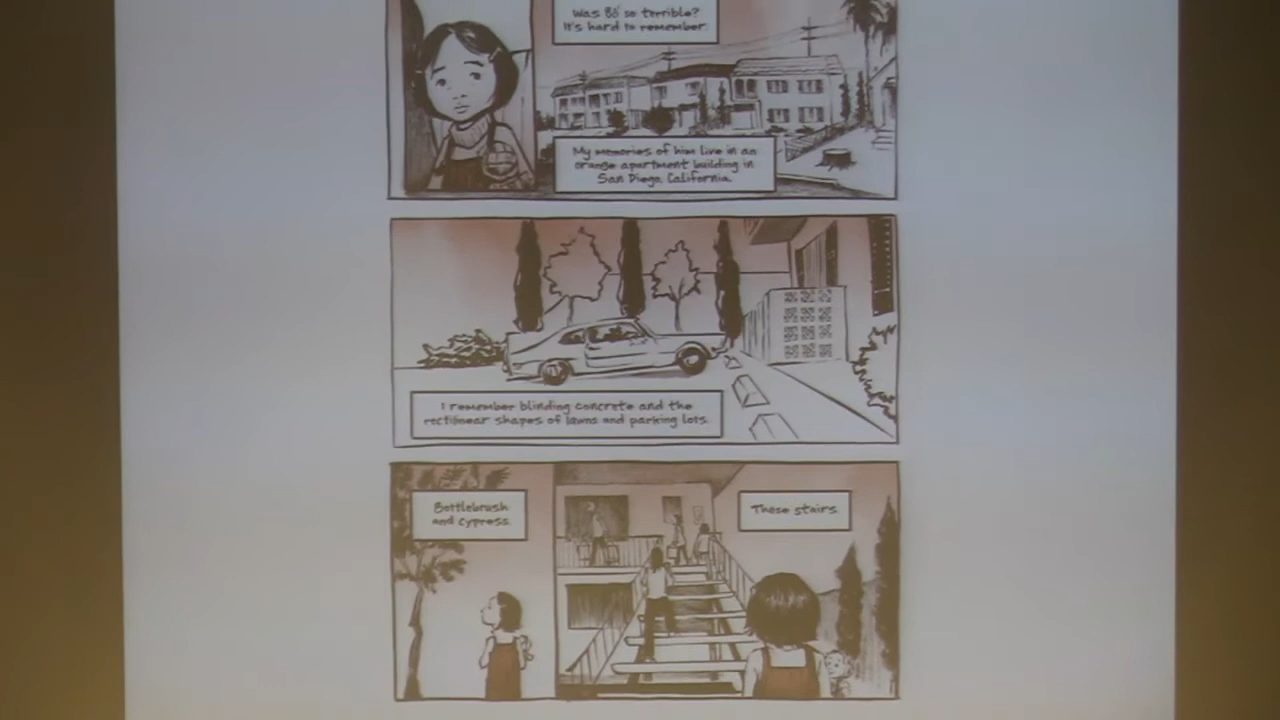 Was Bố so terrible?
It's hard to remember.
My memories of him live in an
orange apartment building in
San Diego, California.
I remember blinding concrete and the
rectilinear shapes of lawns and parking lots.
Bottlebrush
and cypress.
These stairs.